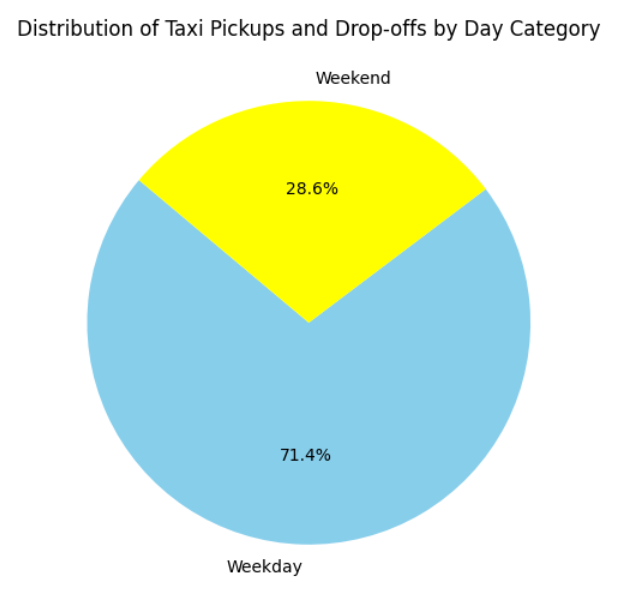 Distribution of Taxi Pickups and Drop-offs by Day Category
Weekend
28.6%
71.4%
Weekday